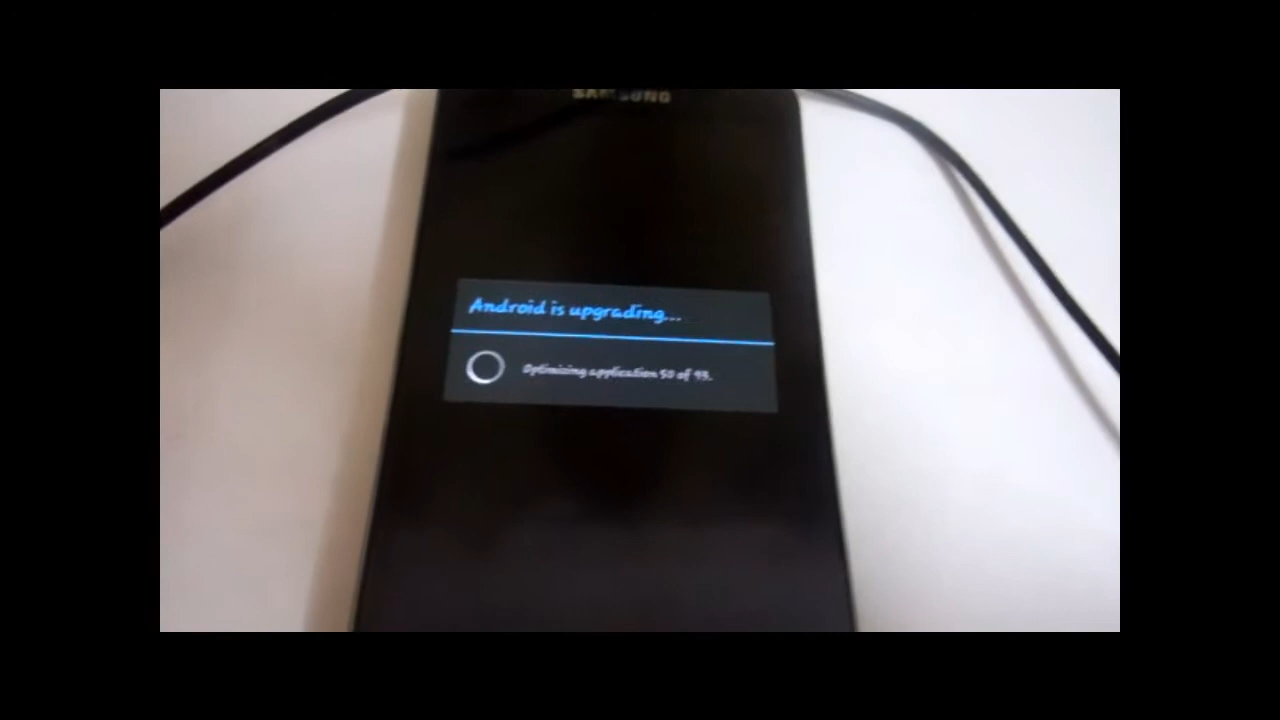 SAMSUNG
Android is upgrading...
Optimizing application 50 of 93.